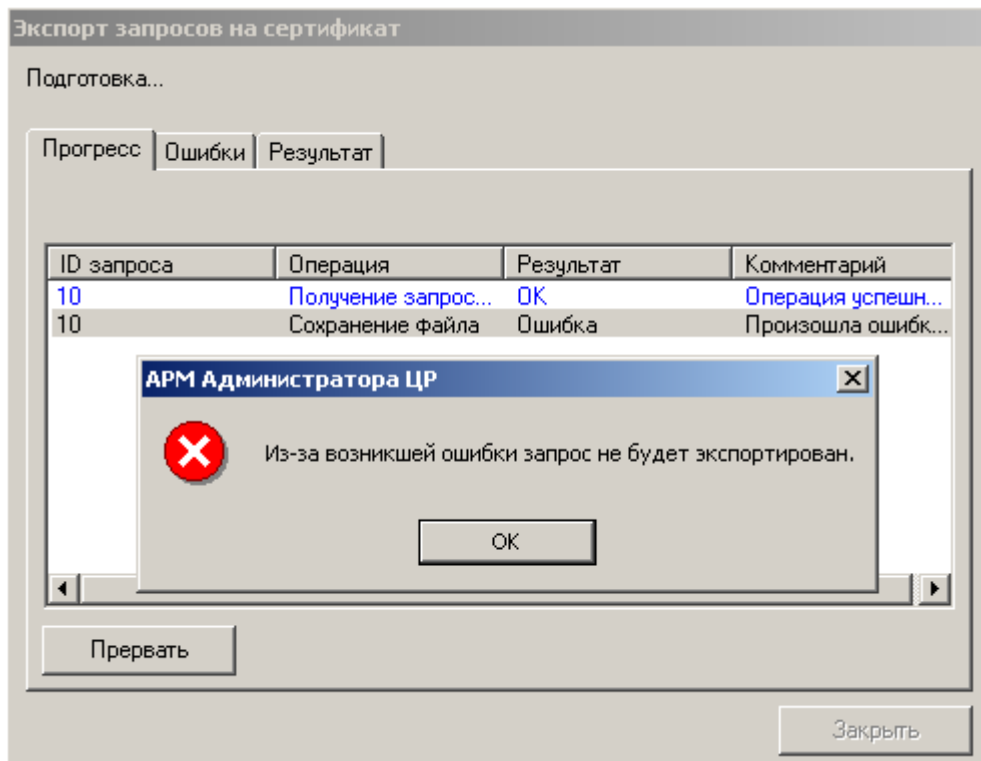 Экспорт запросов на сертификат
Подготовка...
Прогресс Ошибки Результат
ID запроса Операция Результат Комментарий
10 Получение запрос... OK Операция успешн...
10 Сохранение файла Ошибка Произошла ошибк...
АРМ Администратора ЦР
Из-за возникшей ошибки запрос не будет экспортирован.
OK
Прервать
Закрыть